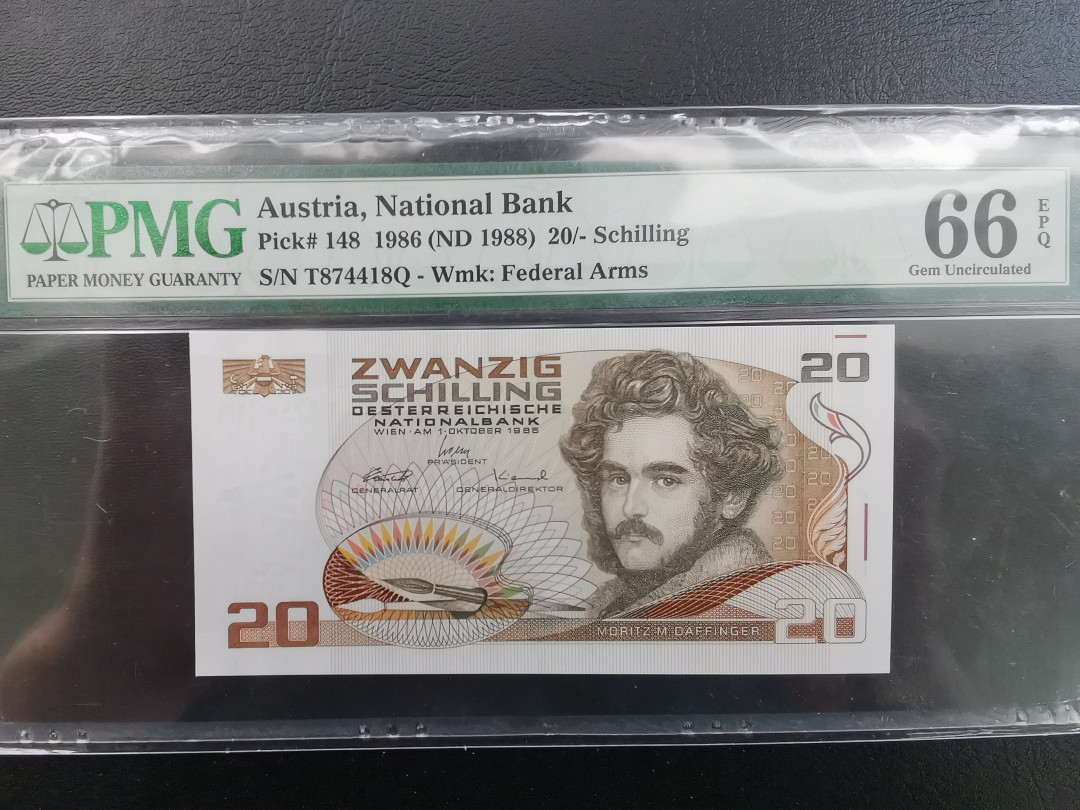 PMG
PAPER MONEY GUARANTY
Austria, National Bank
Pick# 148 1986 (ND 1988) 20/- Schilling
S/N T874418Q - Wmk: Federal Arms
66
EPQ
Gem Uncirculated
ZWANZIG
SCHILLING
OESTERREICHISCHE
NATIONALBANK
WIEN·AM 1·OKTOBER 1986
PRÄSIDENT
GENERALRAT GENERALDIREKTOR
20
20
MORITZ·M·DAFFINGER
20